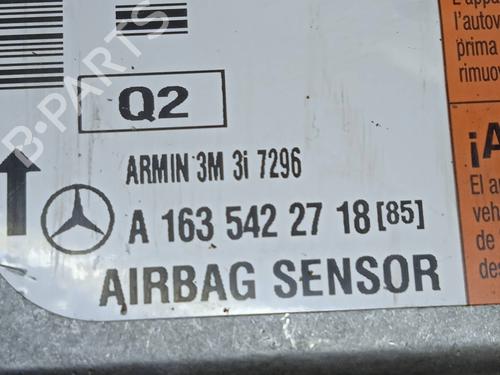 Q2
ARMIN 3M 3i 7296
A 163 542 27 18 [85]
AIRBAG SENSOR
L'appa
l'autov
prima
rimuov
¡A
El a
veh
de
des
B-PARTS